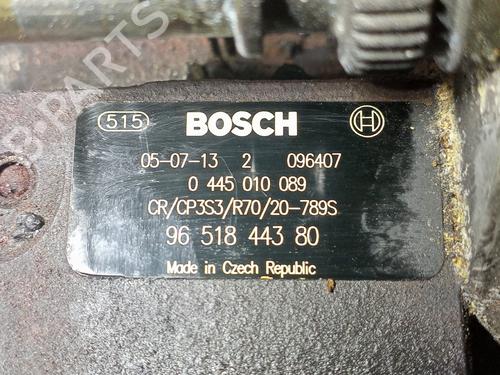 515 BOSCH
05-07-13 2 096407
0 445 010 089
CR/CP3S3/R70/20-789S
96 518 443 80
Made in Czech Republic
PARTS